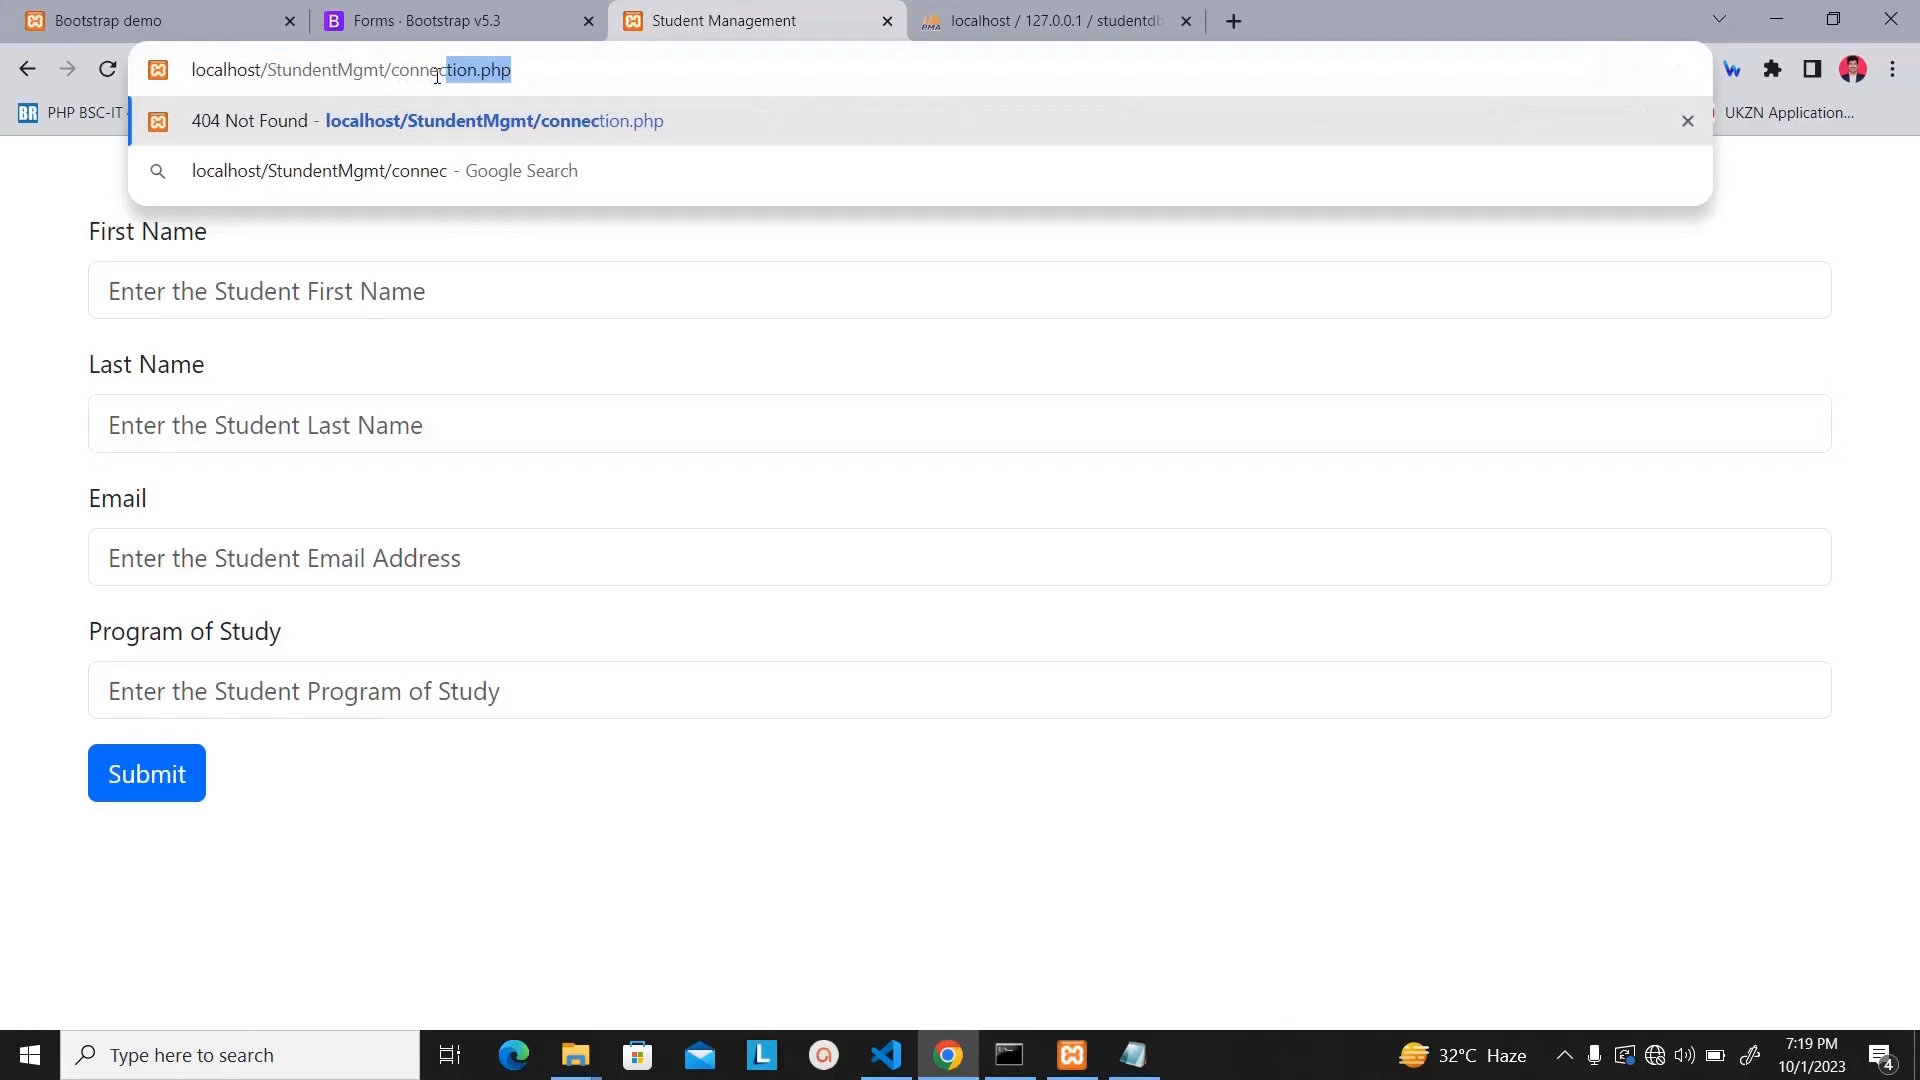 Bootstrap demo
Forms · Bootstrap v5.3
Student Management
localhost / 127.0.0.1 / studentdb
localhost/StundentMgmt/connection.php
PHP BSC-IT
404 Not Found - localhost/StundentMgmt/connection.php
UKZN Application...
localhost/StundentMgmt/connec - Google Search
First Name
Enter the Student First Name
Last Name
Enter the Student Last Name
Email
Enter the Student Email Address
Program of Study
Enter the Student Program of Study
Submit
Type here to search
32°C Haze
7:19 PM
10/1/2023
4